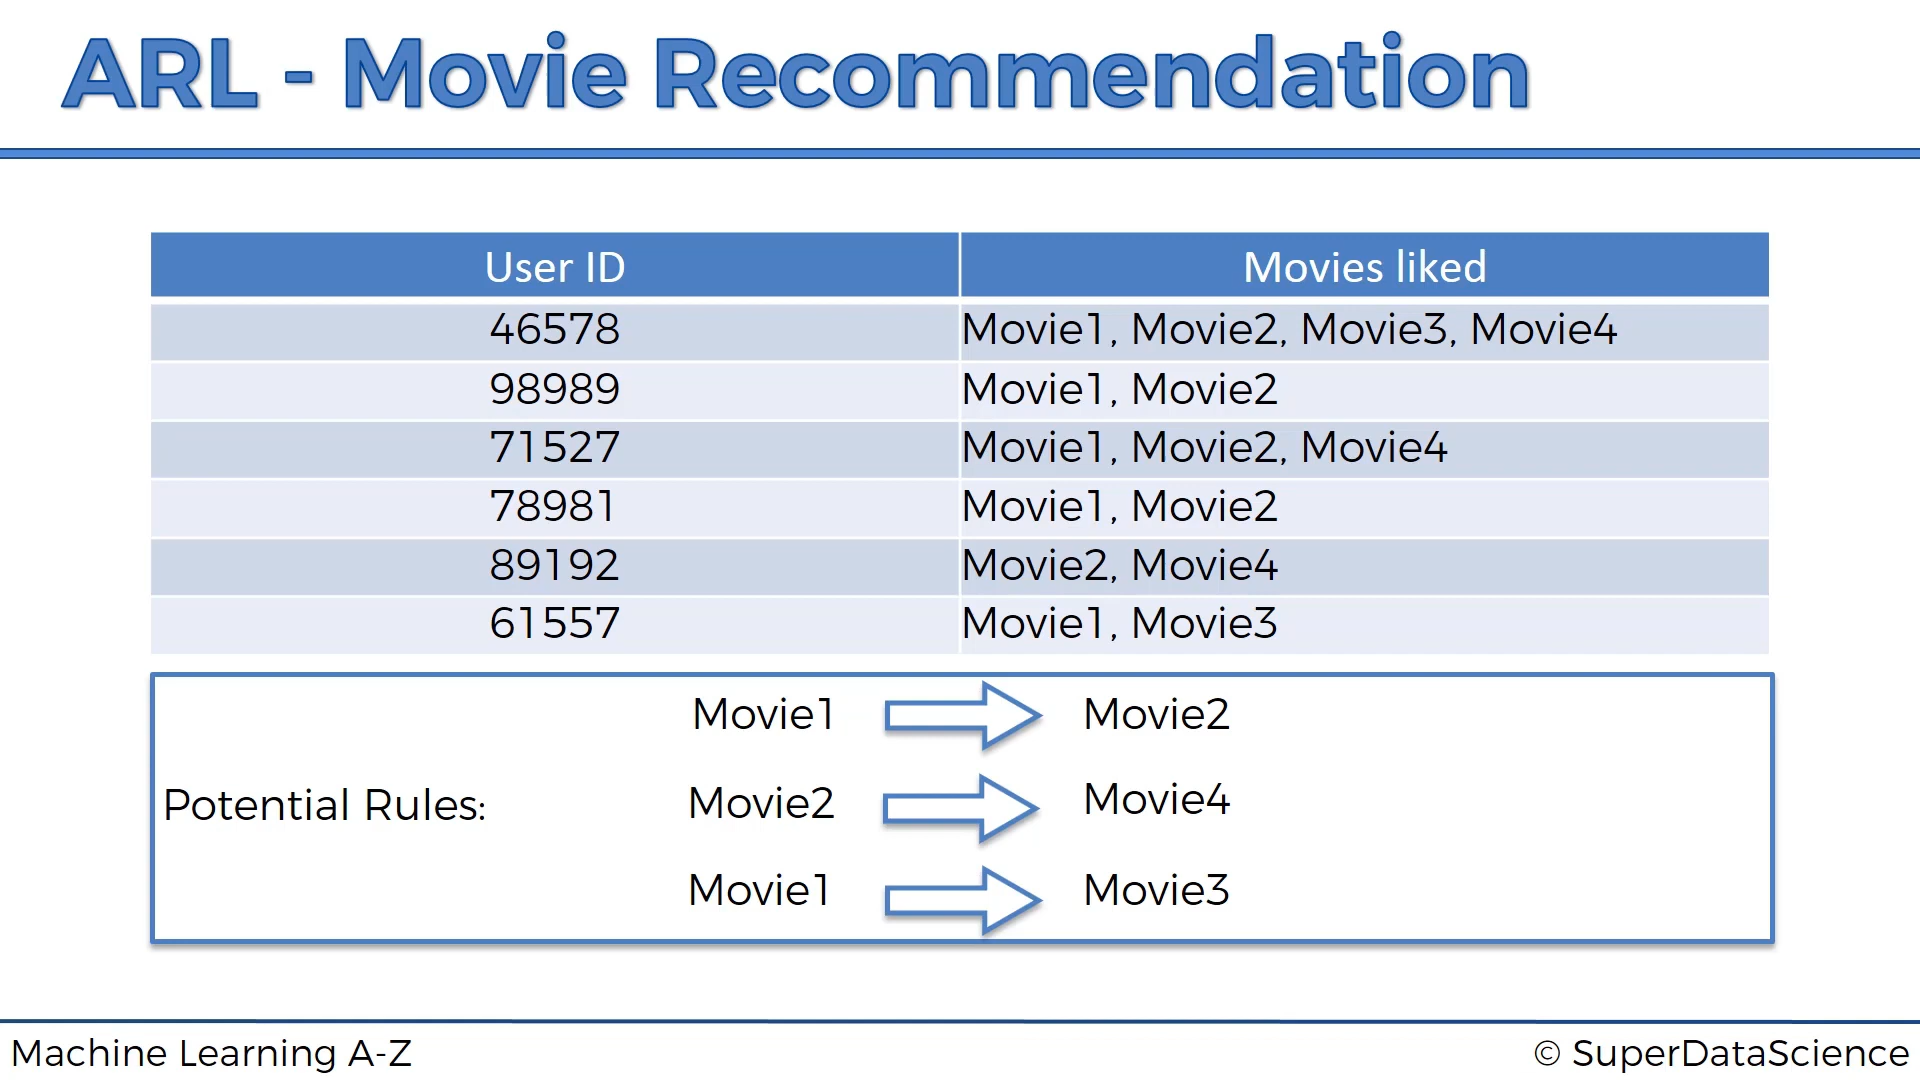 ARL - Movie Recommendation
User ID Movies liked
46578 Movie1, Movie2, Movie3, Movie4
98989 Movie1, Movie2
71527 Movie1, Movie2, Movie4
78981 Movie1, Movie2
89192 Movie2, Movie4
61557 Movie1, Movie3
Movie1 Movie2
Potential Rules: Movie2 Movie4
Movie1 Movie3
Machine Learning A-Z © SuperDataScience